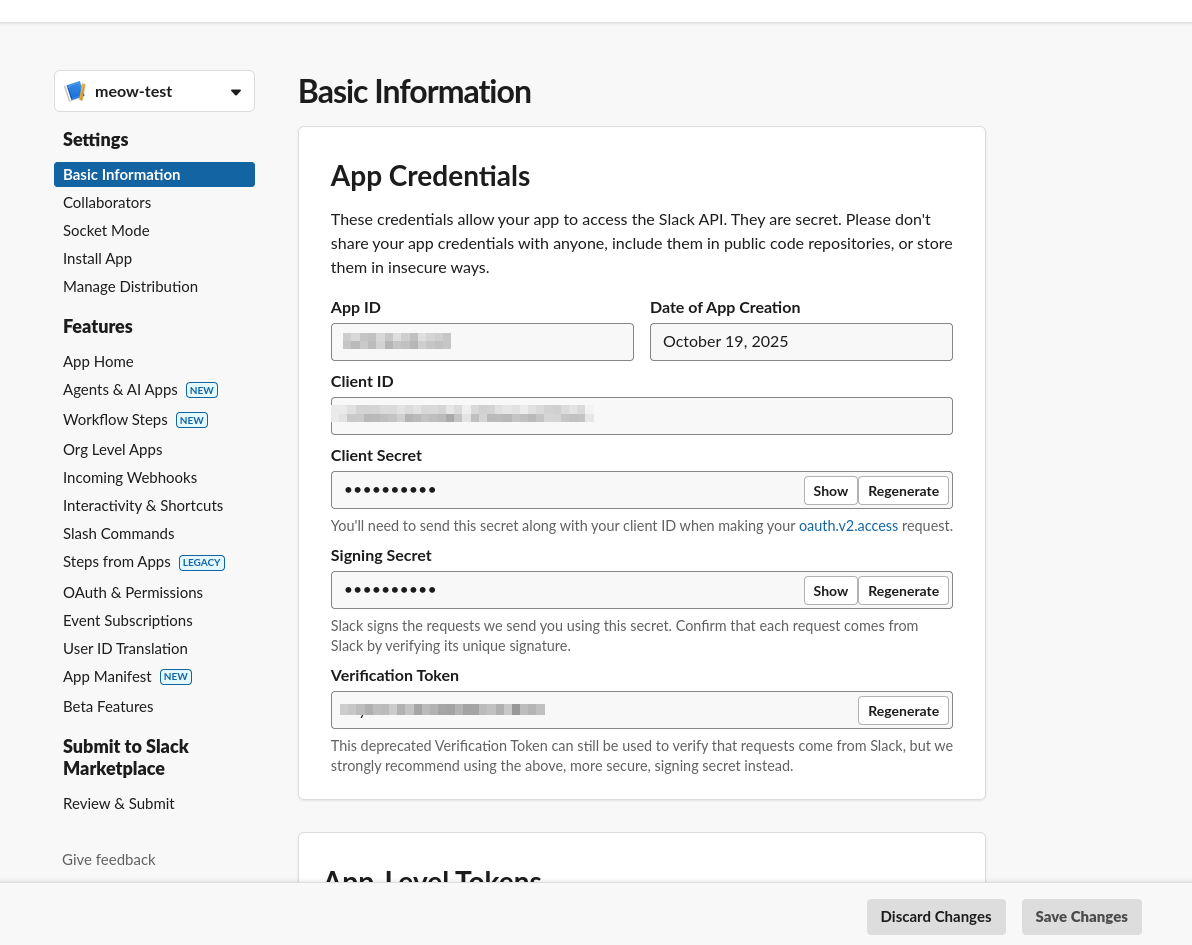 meow-test
Settings
Basic Information
Collaborators
Socket Mode
Install App
Manage Distribution
Features
App Home
Agents & AI Apps NEW
Workflow Steps NEW
Org Level Apps
Incoming Webhooks
Interactivity & Shortcuts
Slash Commands
Steps from Apps LEGACY
OAuth & Permissions
Event Subscriptions
User ID Translation
App Manifest NEW
Beta Features
Submit to Slack
Marketplace
Review & Submit
Give feedback
Basic Information
App Credentials
These credentials allow your app to access the Slack API. They are secret. Please don't
share your app credentials with anyone, include them in public code repositories, or store
them in insecure ways.
App ID
Date of App Creation
October 19, 2025
Client ID
Client Secret
••••••••••
Show Regenerate
You'll need to send this secret along with your client ID when making your oauth.v2.access request.
Signing Secret
••••••••••
Show Regenerate
Slack signs the requests we send you using this secret. Confirm that each request comes from
Slack by verifying its unique signature.
Verification Token
Regenerate
This deprecated Verification Token can still be used to verify that requests come from Slack, but we
strongly recommend using the above, more secure, signing secret instead.
App-Level Tokens
Discard Changes
Save Changes